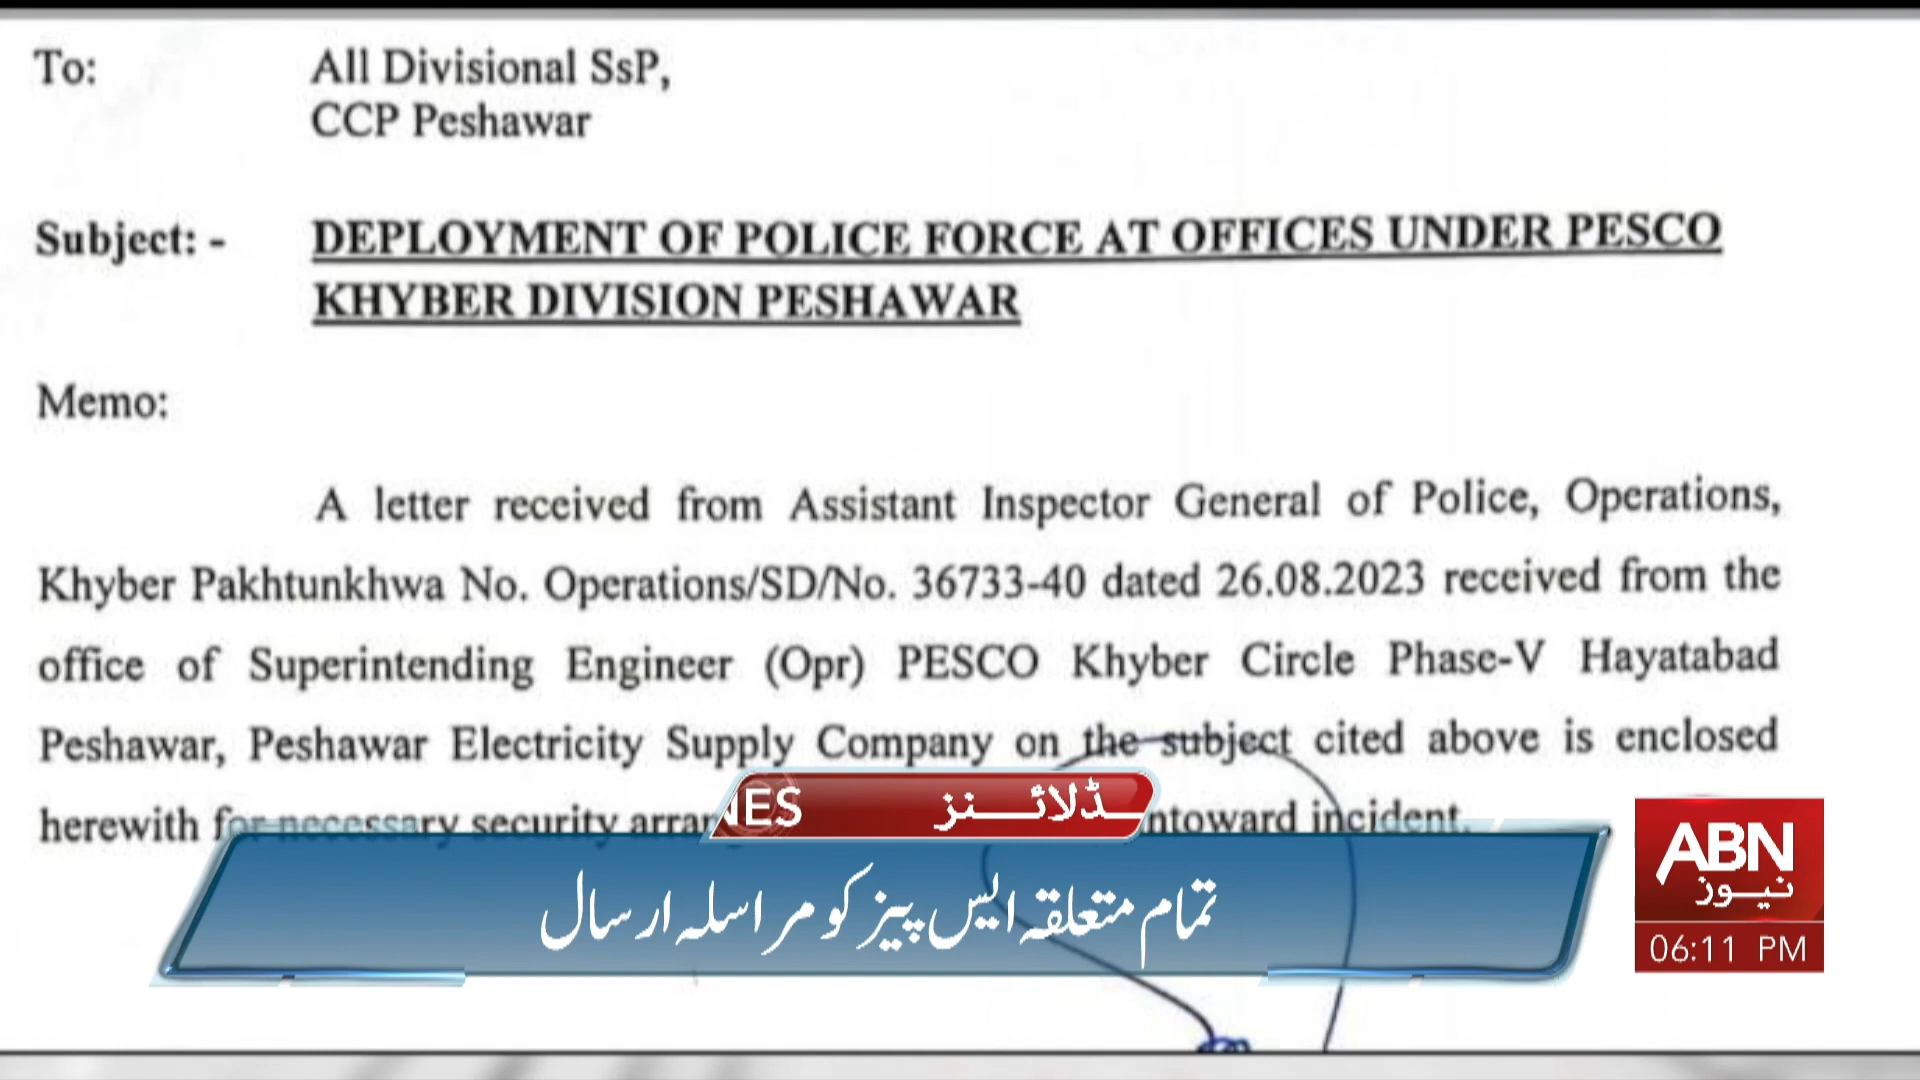 To: All Divisional SsP,
CCP Peshawar
Subject: - DEPLOYMENT OF POLICE FORCE AT OFFICES UNDER PESCO
KHYBER DIVISION PESHAWAR
Memo:
A letter received from Assistant Inspector General of Police, Operations,
Khyber Pakhtunkhwa No. Operations/SD/No. 36733-40 dated 26.08.2023 received from the
office of Superintending Engineer (Opr) PESCO Khyber Circle Phase-V Hayatabad
Peshawar, Peshawar Electricity Supply Company on the subject cited above is enclosed
herewith for necessary security incident.
تمام متعلقہ ایس پیز کو مراسلہ ارسال
ABN
نیوز
06:11 PM